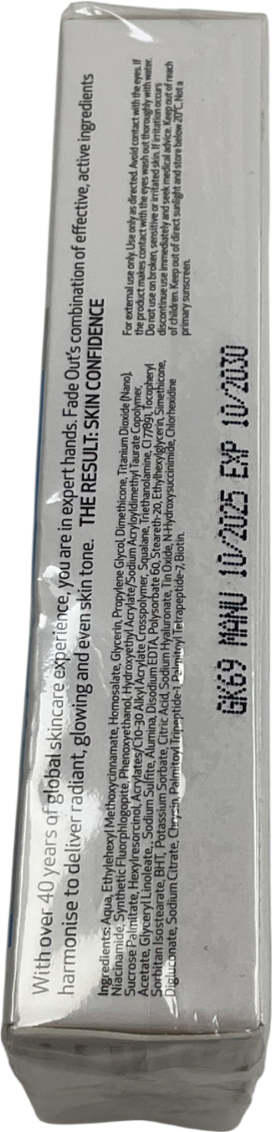 With over 40 years of global skincare experience, you are in expert hands. Fade Out's combination of effective, active ingredients
harmonise to deliver radiant, glowing and even skin tone. THE RESULT: SKIN CONFIDENCE
Ingredients: Aqua, Ethylehexyl Methoxycinnamate, Homosalate, Glycerin, Propylene Glycol, Dimethicone, Titanium Dioxide (Nano),
Niacinamide, Synthetic Fluorphlogopite, Phenoxyethanol, Hydroxyethyl Acrylate/Sodium Acryloyldimethyl Taurate Copolymer,
Sucrose Palmitate, Hexylresorcinol, Acrylates/C10-30 Alkyl Acrylate Crosspolymer, Squalane, Triethanolamine, CI 77891, Tocopheryl
Acetate, Glyceryl Linoleate,, Sodium Sulfite, Alumina, Disodium EDTA, Polysorbate 60, Steareth-20, Ethylhexylglycerin, Simethicone,
Sorbitan Isostearate, BHT, Potassium Sorbate, Citric Acid, Sodium Hyaluronate, Tin Oxide, N-Hydroxysuccinimide, Chlorhexidine
Digluconate, Sodium Citrate, Chrysin, Palmitoyl Tripeptide-1, Palmitoyl Tetrapeptide-7, Biotin.
For external use only. Use only as directed. Avoid contact with the eyes. If
the product makes contact with the eyes wash out thoroughly with water.
Do not use on broken, sensitive or irritated skin. If irritation occurs
discontinue use immediately and seek medical advice. Keep out of reach
of children. Keep out of direct sunlight and store below 20°C. Not a
primary sunscreen.
GK69 MANU 10/2025 EXP 10/2030